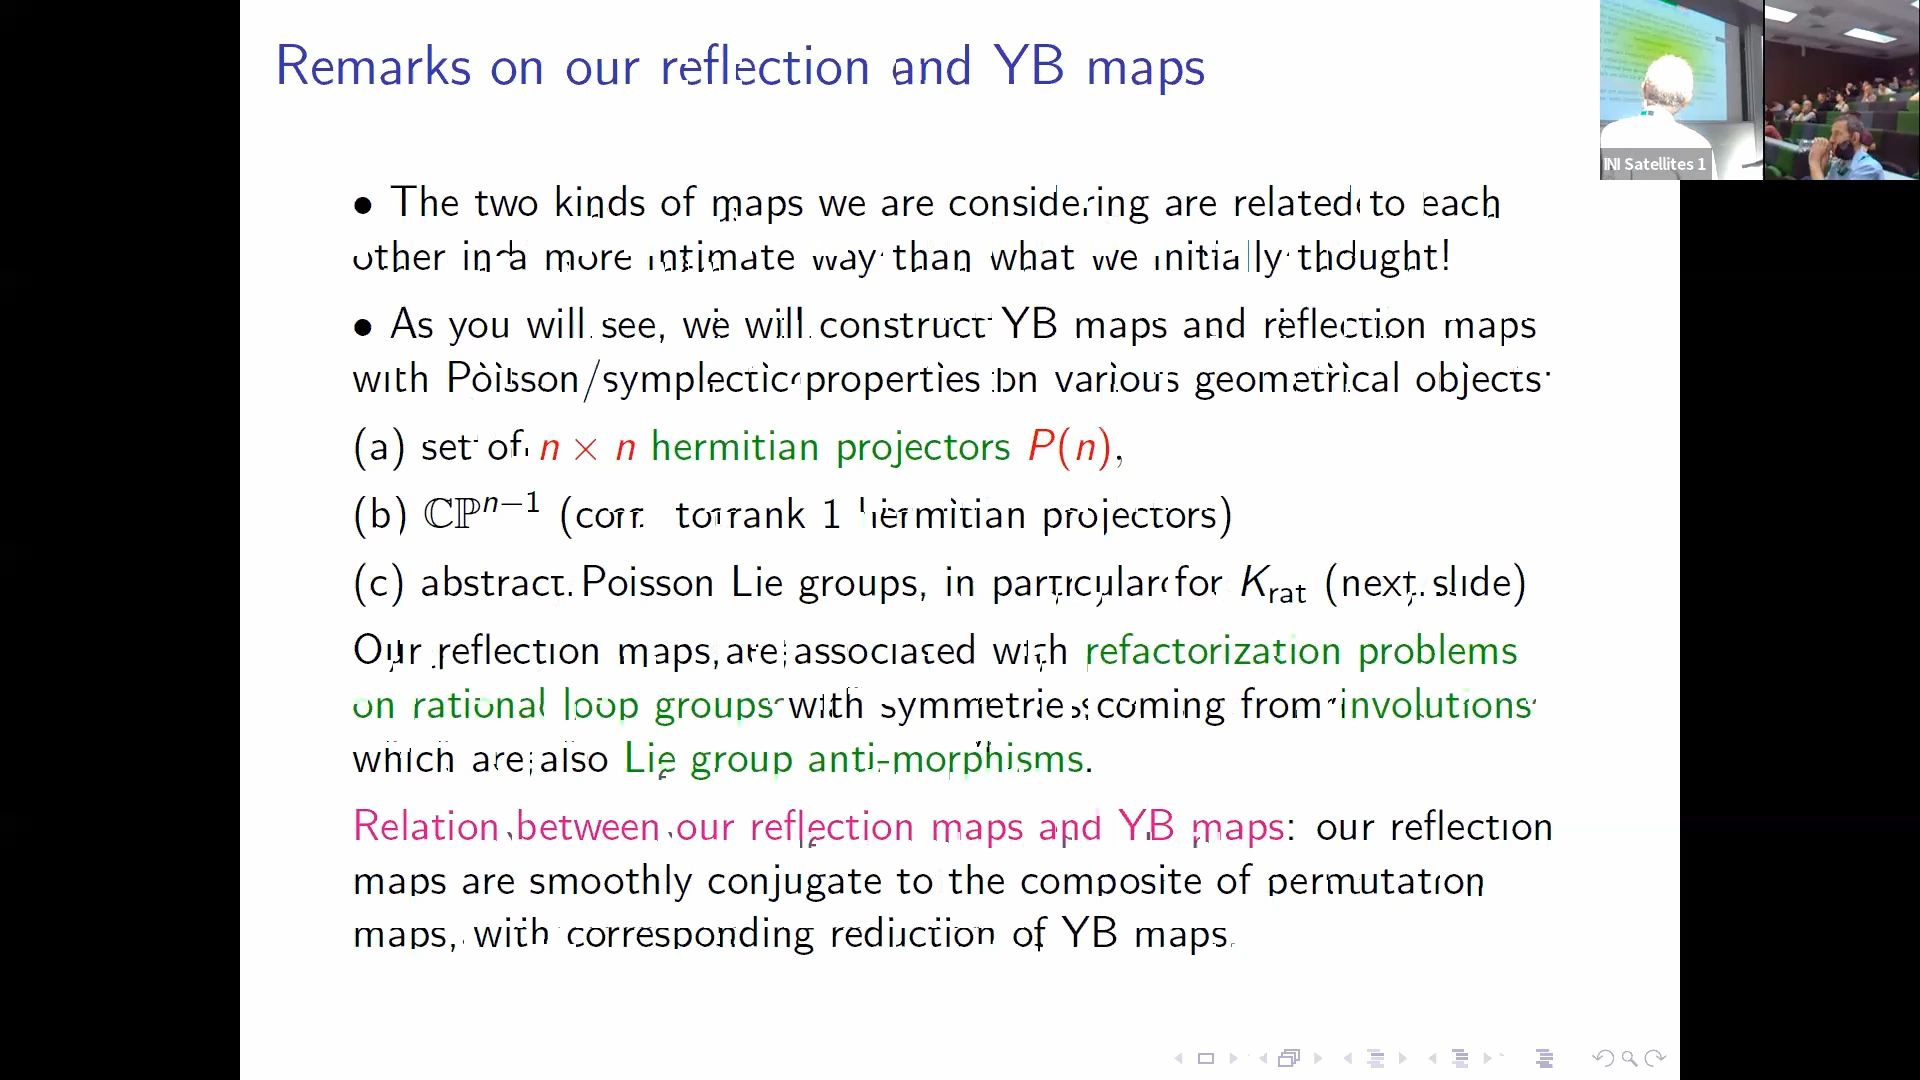 Remarks on our reflection and YB maps
INI Satellites 1
• The two kinds of maps we are considering are related to each
other in a more intimate way than what we initially thought!
• As you will see, we will construct YB maps and reflection maps
with Poisson/symplectic properties on various geometrical objects
(a) set of n × n hermitian projectors P(n),
(b) ℂℙⁿ⁻¹ (corr. to rank 1 hermitian projectors)
(c) abstract Poisson Lie groups, in particular for K_rat (next slide)
Our reflection maps are associated with refactorization problems
on rational loop groups with symmetries coming from involutions
which are also Lie group anti-morphisms.
Relation between our reflection maps and YB maps: our reflection
maps are smoothly conjugate to the composite of permutation
maps, with corresponding reduction of YB maps.